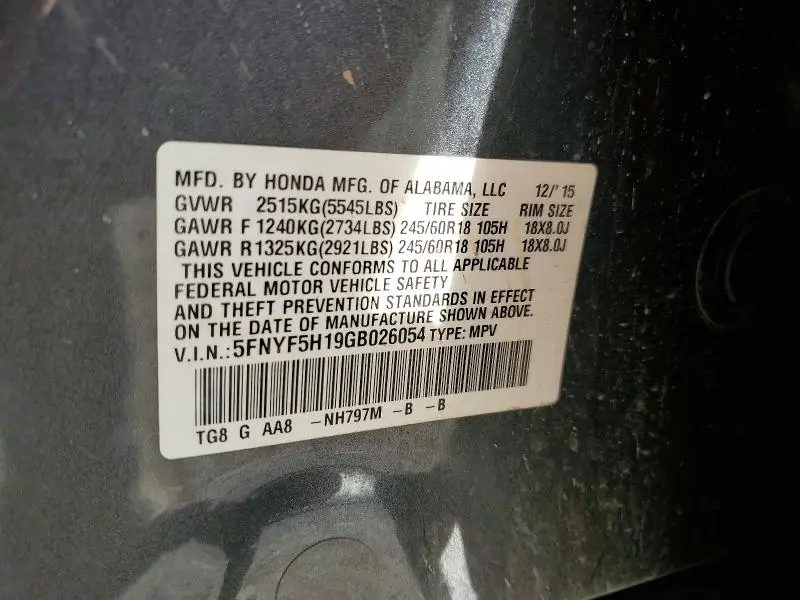 MFD. BY HONDA MFG. OF ALABAMA, LLC 12/'15
GVWR 2515KG(5545LBS) TIRE SIZE RIM SIZE
GAWR F 1240KG(2734LBS) 245/60R18 105H 18X8.0J
GAWR R1325KG(2921LBS) 245/60R18 105H 18X8.0J
THIS VEHICLE CONFORMS TO ALL APPLICABLE
FEDERAL MOTOR VEHICLE SAFETY
AND THEFT PREVENTION STANDARDS IN EFFECT
ON THE DATE OF MANUFACTURE SHOWN ABOVE.
V.I.N.:5FNYF5H19GB026054 TYPE: MPV
TG8 G AA8 -NH797M -B -B